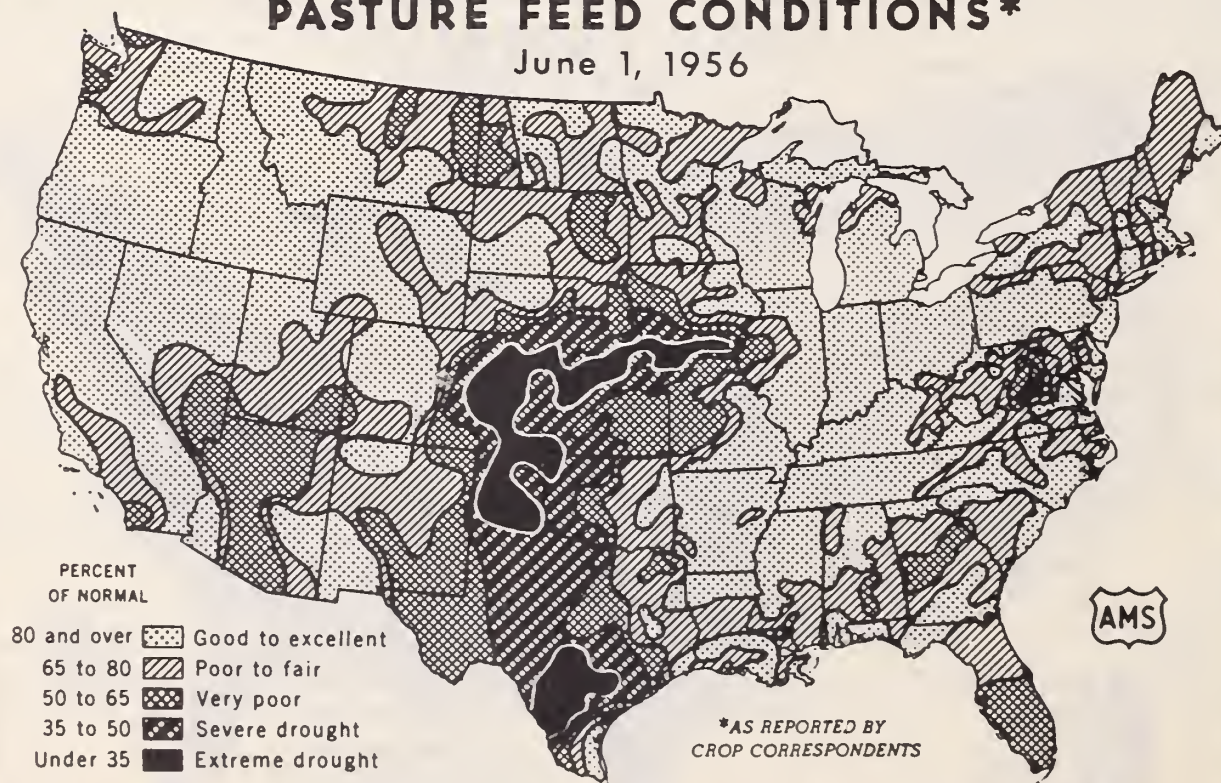 PASTURE FEED CONDITIONS*
June 1, 1956
PERCENT
OF NORMAL
80 and over Good to excellent
65 to 80 Poor to fair
50 to 65 Very poor
35 to 50 Severe drought
Under 35 Extreme drought
*AS REPORTED BY
CROP CORRESPONDENTS
AMS